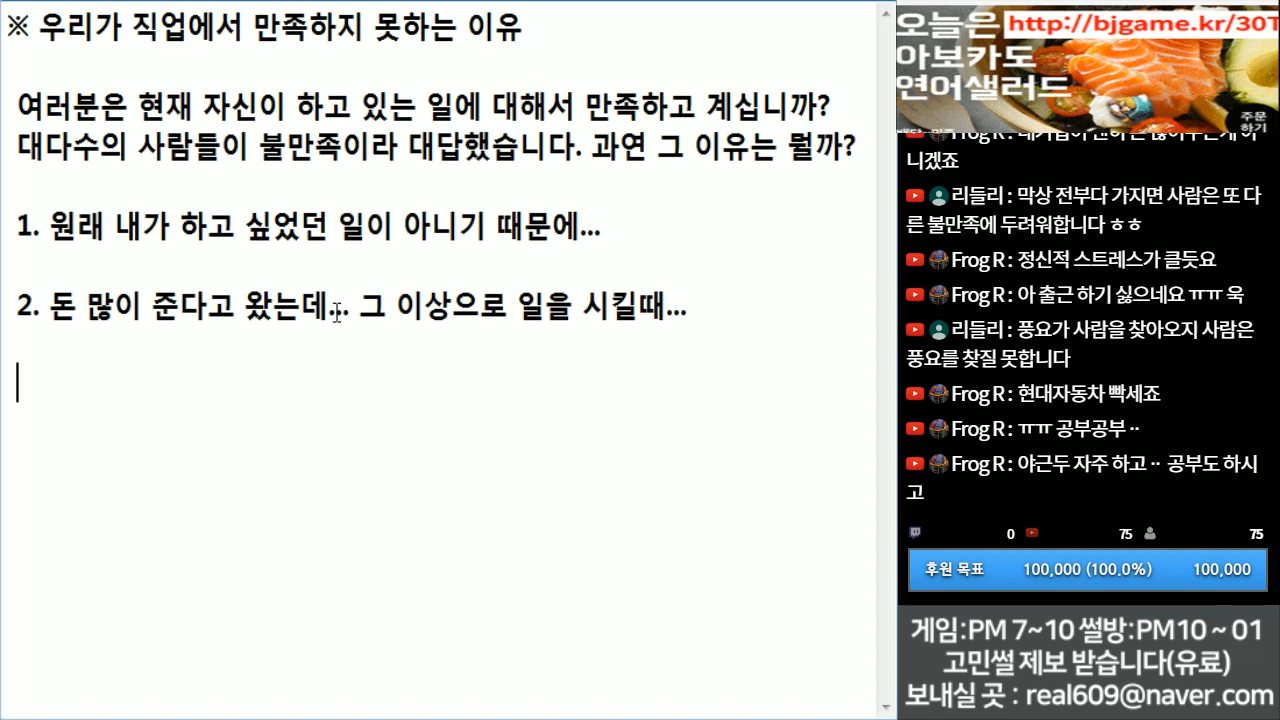 ※ 우리가 직업에서 만족하지 못하는 이유
여러분은 현재 자신이 하고 있는 일에 대해서 만족하고 계십니까?
대다수의 사람들이 불만족이라 대답했습니다. 과연 그 이유는 뭘까?
1. 원래 내가 하고 싶었던 일이 아니기 때문에...
2. 돈 많이 준다고 왔는데... 그 이상으로 일을 시킬때...
오늘은
http://bjgame.kr/30T
아보카도
연어샐러드
주문
하기
니겠죠
리들리 : 막상 전부다 가지면 사람은 또 다
른 불만족에 두려워합니다 ㅎㅎ
Frog R : 정신적 스트레스가 클듯요
Frog R : 아 출근 하기 싫으네요 ㅠㅠ 욱
리들리 : 풍요가 사람을 찾아오지 사람은
풍요를 찾질 못합니다
Frog R : 현대자동차 빡세죠
Frog R : ㅠㅠ 공부공부 ··
Frog R : 야근두 자주 하고 ·· 공부도 하시
고
0 75 75
후원 목표 100,000 (100.0%) 100,000
게임:PM 7~10 썰방:PM10 ~ 01
고민썰 제보 받습니다(유료)
보내실 곳 : real609@naver.com